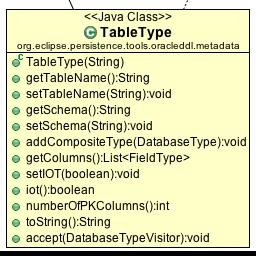 <<Java Class>>
C TableType
org.eclipse.persistence.tools.oracleddl.metadata
c TableType(String)
getTableName():String
setTableName(String):void
getSchema():String
setSchema(String):void
addCompositeType(DatabaseType):void
getColumns():List<FieldType>
setIOT(boolean):void
iot():boolean
numberOfPKColumns():int
toString():String
accept(DatabaseTypeVisitor):void